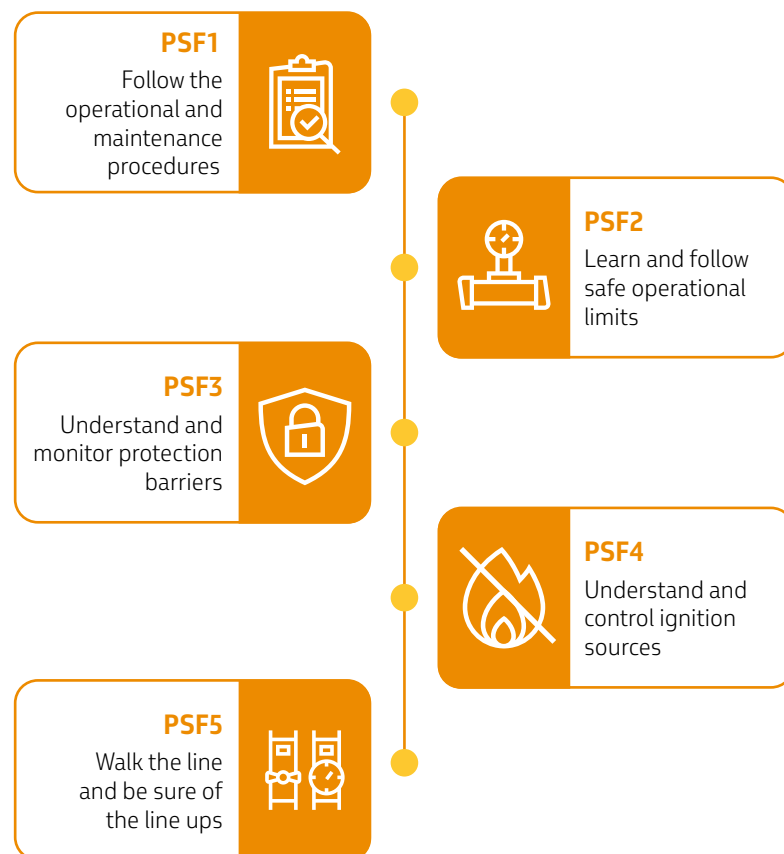 PSF1
Follow the
operational and
maintenance
procedures
PSF2
Learn and follow
safe operational
limits
PSF3
Understand and
monitor protection
barriers
PSF4
Understand and
control ignition
sources
PSF5
Walk the line
and be sure of
the line ups